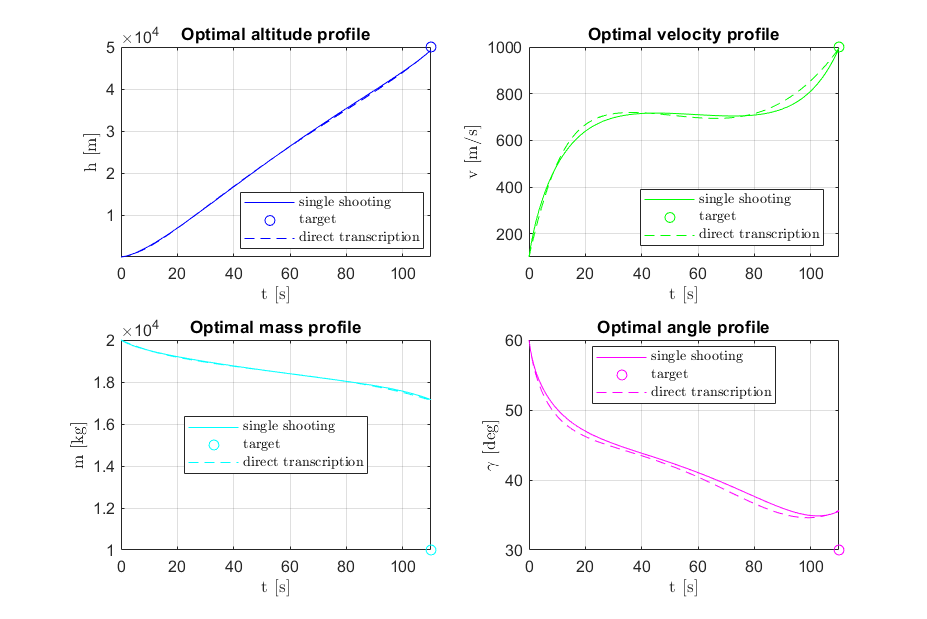 Optimal altitude profile
×10⁴
5
4
3
2
1
h [m]
single shooting
target
direct transcription
0 20 40 60 80 100
t [s]
Optimal velocity profile
1000
800
600
400
200
v [m/s]
single shooting
target
direct transcription
0 20 40 60 80 100
t [s]
Optimal mass profile
×10⁴
2
1.8
1.6
1.4
1.2
1
m [kg]
single shooting
target
direct transcription
0 20 40 60 80 100
t [s]
Optimal angle profile
60
50
40
30
γ [deg]
single shooting
target
direct transcription
0 20 40 60 80 100
t [s]